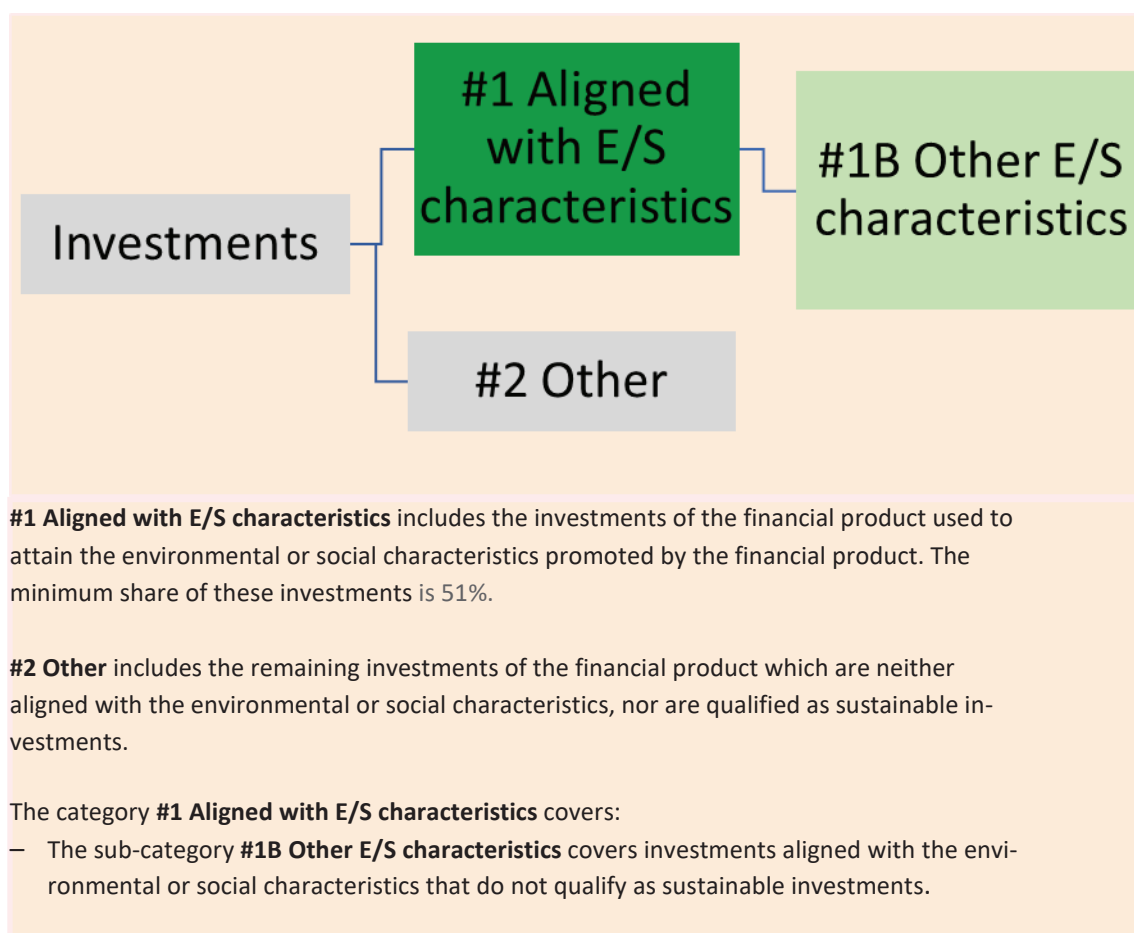 #1 Aligned
with E/S
characteristics
#1B Other E/S
characteristics
Investments
#2 Other
#1 Aligned with E/S characteristics includes the investments of the financial product used to
attain the environmental or social characteristics promoted by the financial product. The
minimum share of these investments is 51%.
#2 Other includes the remaining investments of the financial product which are neither
aligned with the environmental or social characteristics, nor are qualified as sustainable in-
vestments.
The category #1 Aligned with E/S characteristics covers:
– The sub-category #1B Other E/S characteristics covers investments aligned with the envi-
ronmental or social characteristics that do not qualify as sustainable investments.